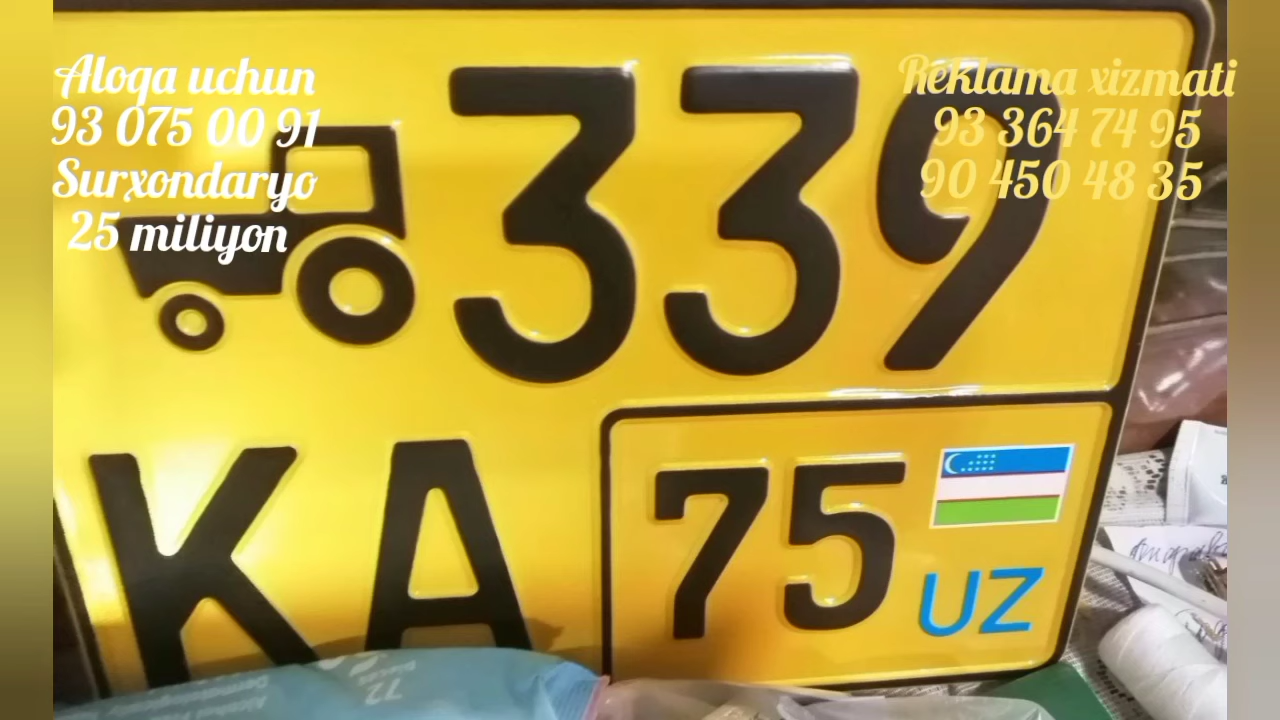 Aloqa uchun
93 075 00 91
Surxondaryo
25 miliyon
Reklama xizmati
93 364 74 95
90 450 48 35
339
KA
75
UZ
72